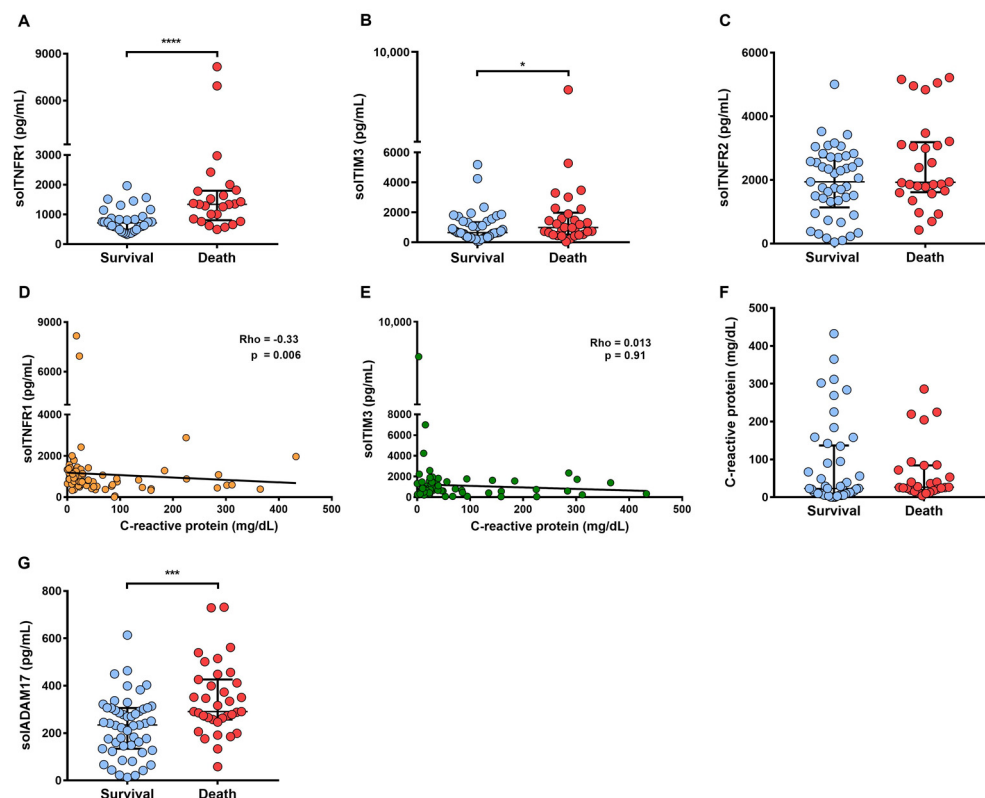 A
****
9000
6000
3000
2000
1000
0
solTNFR1 (pg/mL)
Survival
Death
B
*
10,000
6000
4000
2000
0
solTIM3 (pg/mL)
Survival
Death
C
6000
4000
2000
0
solTNFR2 (pg/mL)
Survival
Death
D
9000
6000
4000
2000
0
solTNFR1 (pg/mL)
Rho = -0.33
p = 0.006
0 100 200 300 400 500
C-reactive protein (mg/dL)
E
10,000
8000
6000
4000
2000
0
solTIM3 (pg/mL)
Rho = 0.013
p = 0.91
0 100 200 300 400 500
C-reactive protein (mg/dL)
F
500
400
300
200
100
0
C-reactive protein (mg/dL)
Survival
Death
G
***
800
600
400
200
0
solADAM17 (pg/mL)
Survival
Death